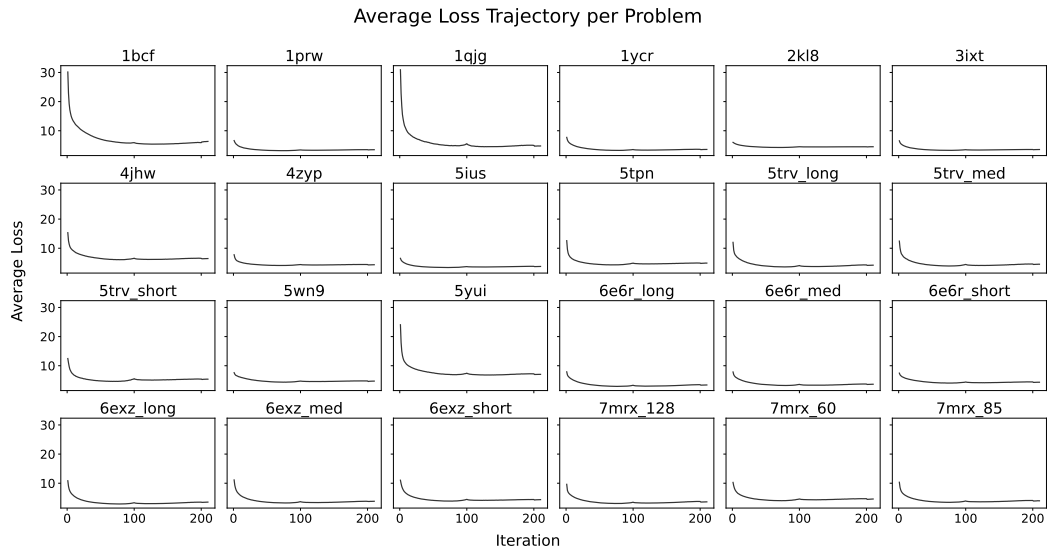 Average Loss Trajectory per Problem
1bcf 1prw 1qjg 1ycr 2kl8 3ixt
30
20
10
4jhw 4zyp 5ius 5tpn 5trv_long 5trv_med
30
20
10
5trv_short 5wn9 5yui 6e6r_long 6e6r_med 6e6r_short
30
20
10
6exz_long 6exz_med 6exz_short 7mrx_128 7mrx_60 7mrx_85
30
20
10
0 100 200 0 100 200 0 100 200 0 100 200 0 100 200 0 100 200
Average Loss
Iteration